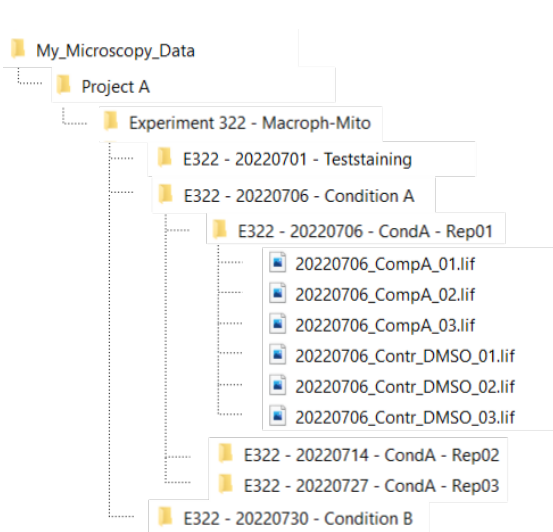 My_Microscopy_Data
Project A
Experiment 322 - Macroph-Mito
E322 - 20220701 - Teststaining
E322 - 20220706 - Condition A
E322 - 20220706 - CondA - Rep01
20220706_CompA_01.lif
20220706_CompA_02.lif
20220706_CompA_03.lif
20220706_Contr_DMSO_01.lif
20220706_Contr_DMSO_02.lif
20220706_Contr_DMSO_03.lif
E322 - 20220714 - CondA - Rep02
E322 - 20220727 - CondA - Rep03
E322 - 20220730 - Condition B